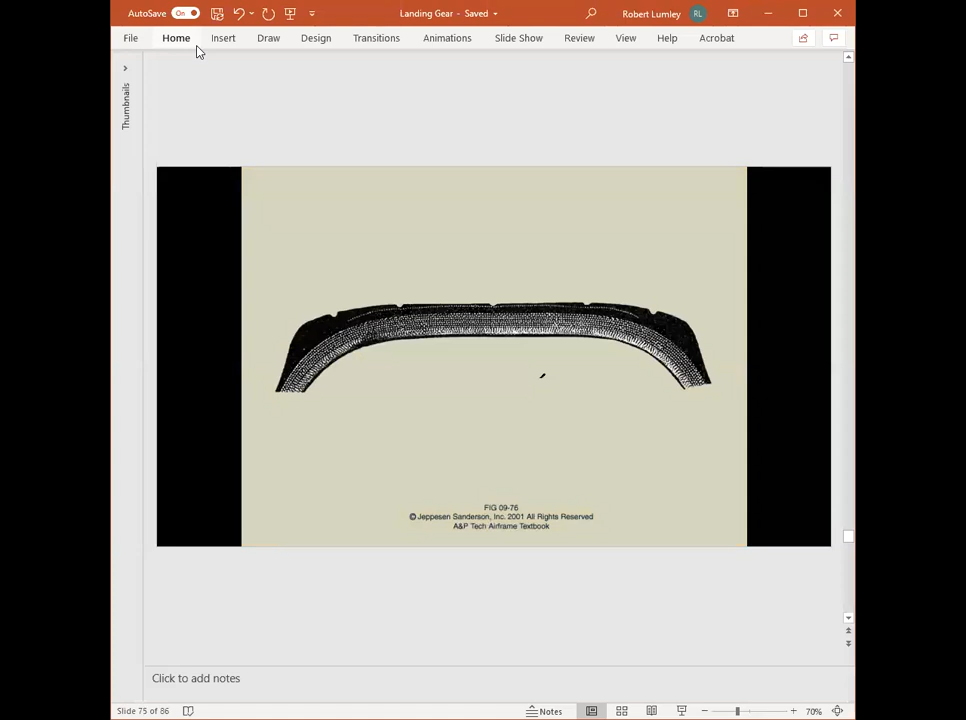 AutoSave On Landing Gear - Saved Robert Lumley RL
File Home Insert Draw Design Transitions Animations Slide Show Review View Help Acrobat
Thumbnails
FIG 09-76
© Jeppesen Sanderson, Inc. 2001 All Rights Reserved
A&P Tech Airframe Textbook
Click to add notes
Slide 75 of 86 Notes 70%